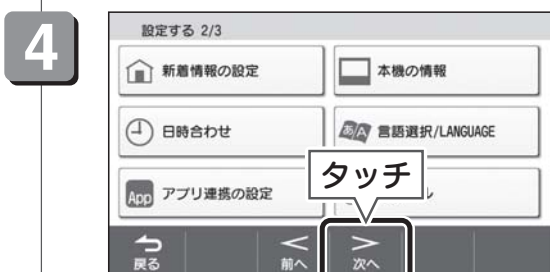 4
設定する 2/3
新着情報の設定
本機の情報
日時合わせ
あ/A 言語選択/LANGUAGE
App アプリ連携の設定
タッチ
戻る
< 前へ
> 次へ